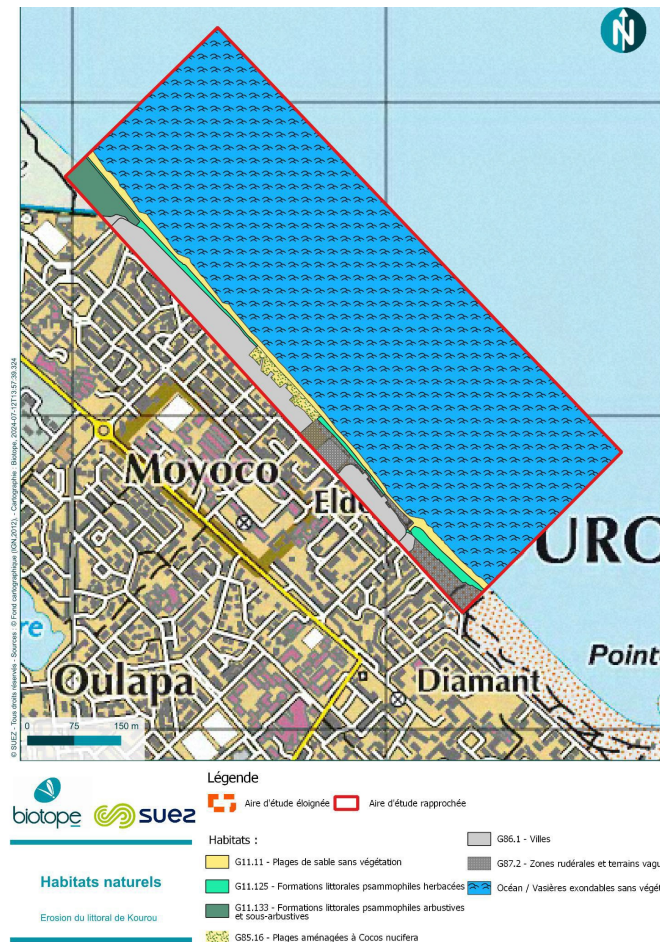 N
Moyoco
Eld
URO
Point
Oulapa
Diamant
re
0 75 150 m
© SUEZ - Tous droits réservés - Sources : © Fond cartographique (IGN,2012), - Cartographie : Biotope, 2024-07-12T13:57:39.324
Légende
biotope
suez
Aire d'étude éloignée
Aire d'étude rapprochée
Habitats :
G11.11 - Plages de sable sans végétation
G11.125 - Formations littorales psammophiles herbacées
G11.133 - Formations littorales psammophiles arbustives
et sous-arbustives
G85.16 - Plages aménagées à Cocos nucifera
G86.1 - Villes
G87.2 - Zones rudérales et terrains vagu
Océan / Vasières exondables sans végét
Habitats naturels
Erosion du littoral de Kourou